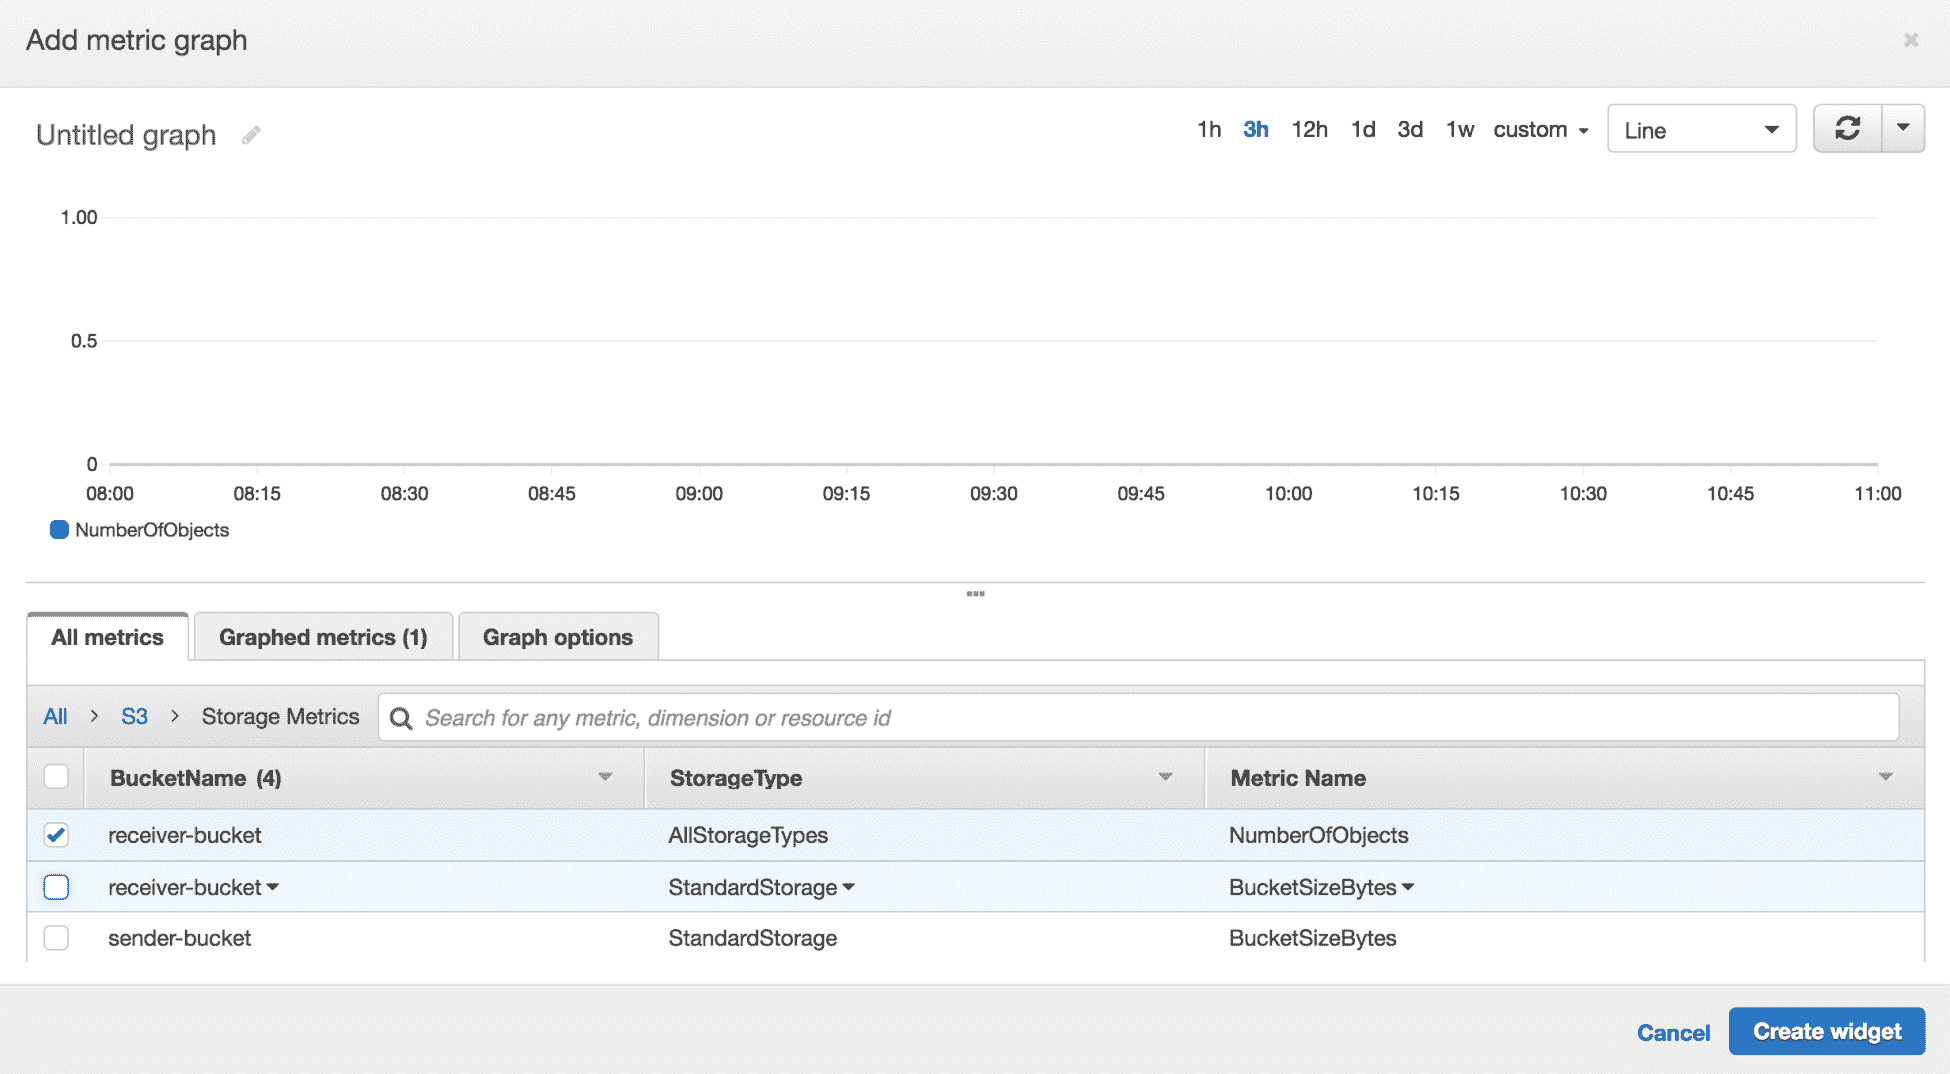 Add metric graph
Untitled graph
1h 3h 12h 1d 3d 1w custom Line
1.00
0.5
0
08:00 08:15 08:30 08:45 09:00 09:15 09:30 09:45 10:00 10:15 10:30 10:45 11:00
NumberOfObjects
All metrics Graphed metrics (1) Graph options
All > S3 > Storage Metrics Search for any metric, dimension or resource id
BucketName (4) StorageType Metric Name
receiver-bucket AllStorageTypes NumberOfObjects
receiver-bucket StandardStorage BucketSizeBytes
sender-bucket StandardStorage BucketSizeBytes
Cancel Create widget